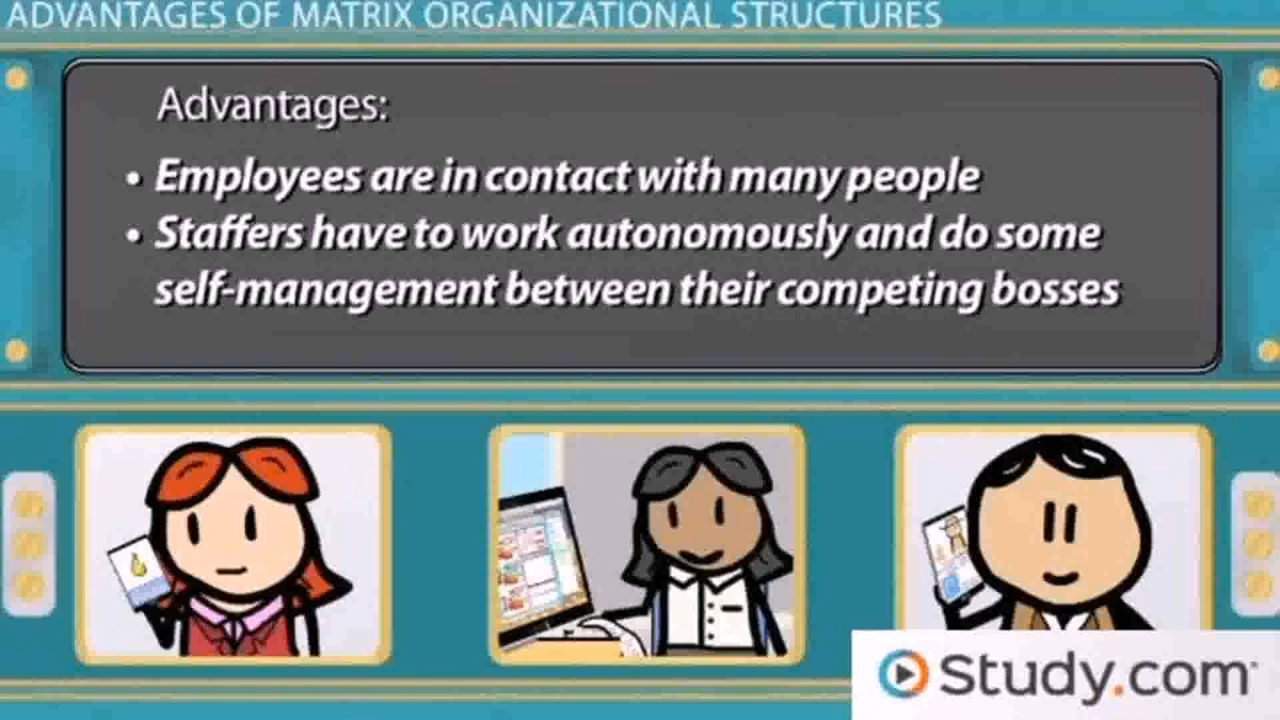 ADVANTAGES OF MATRIX ORGANIZATIONAL STRUCTURES
Advantages:
• Employees are in contact with many people
• Staffers have to work autonomously and do some
self-management between their competing bosses
Study.com